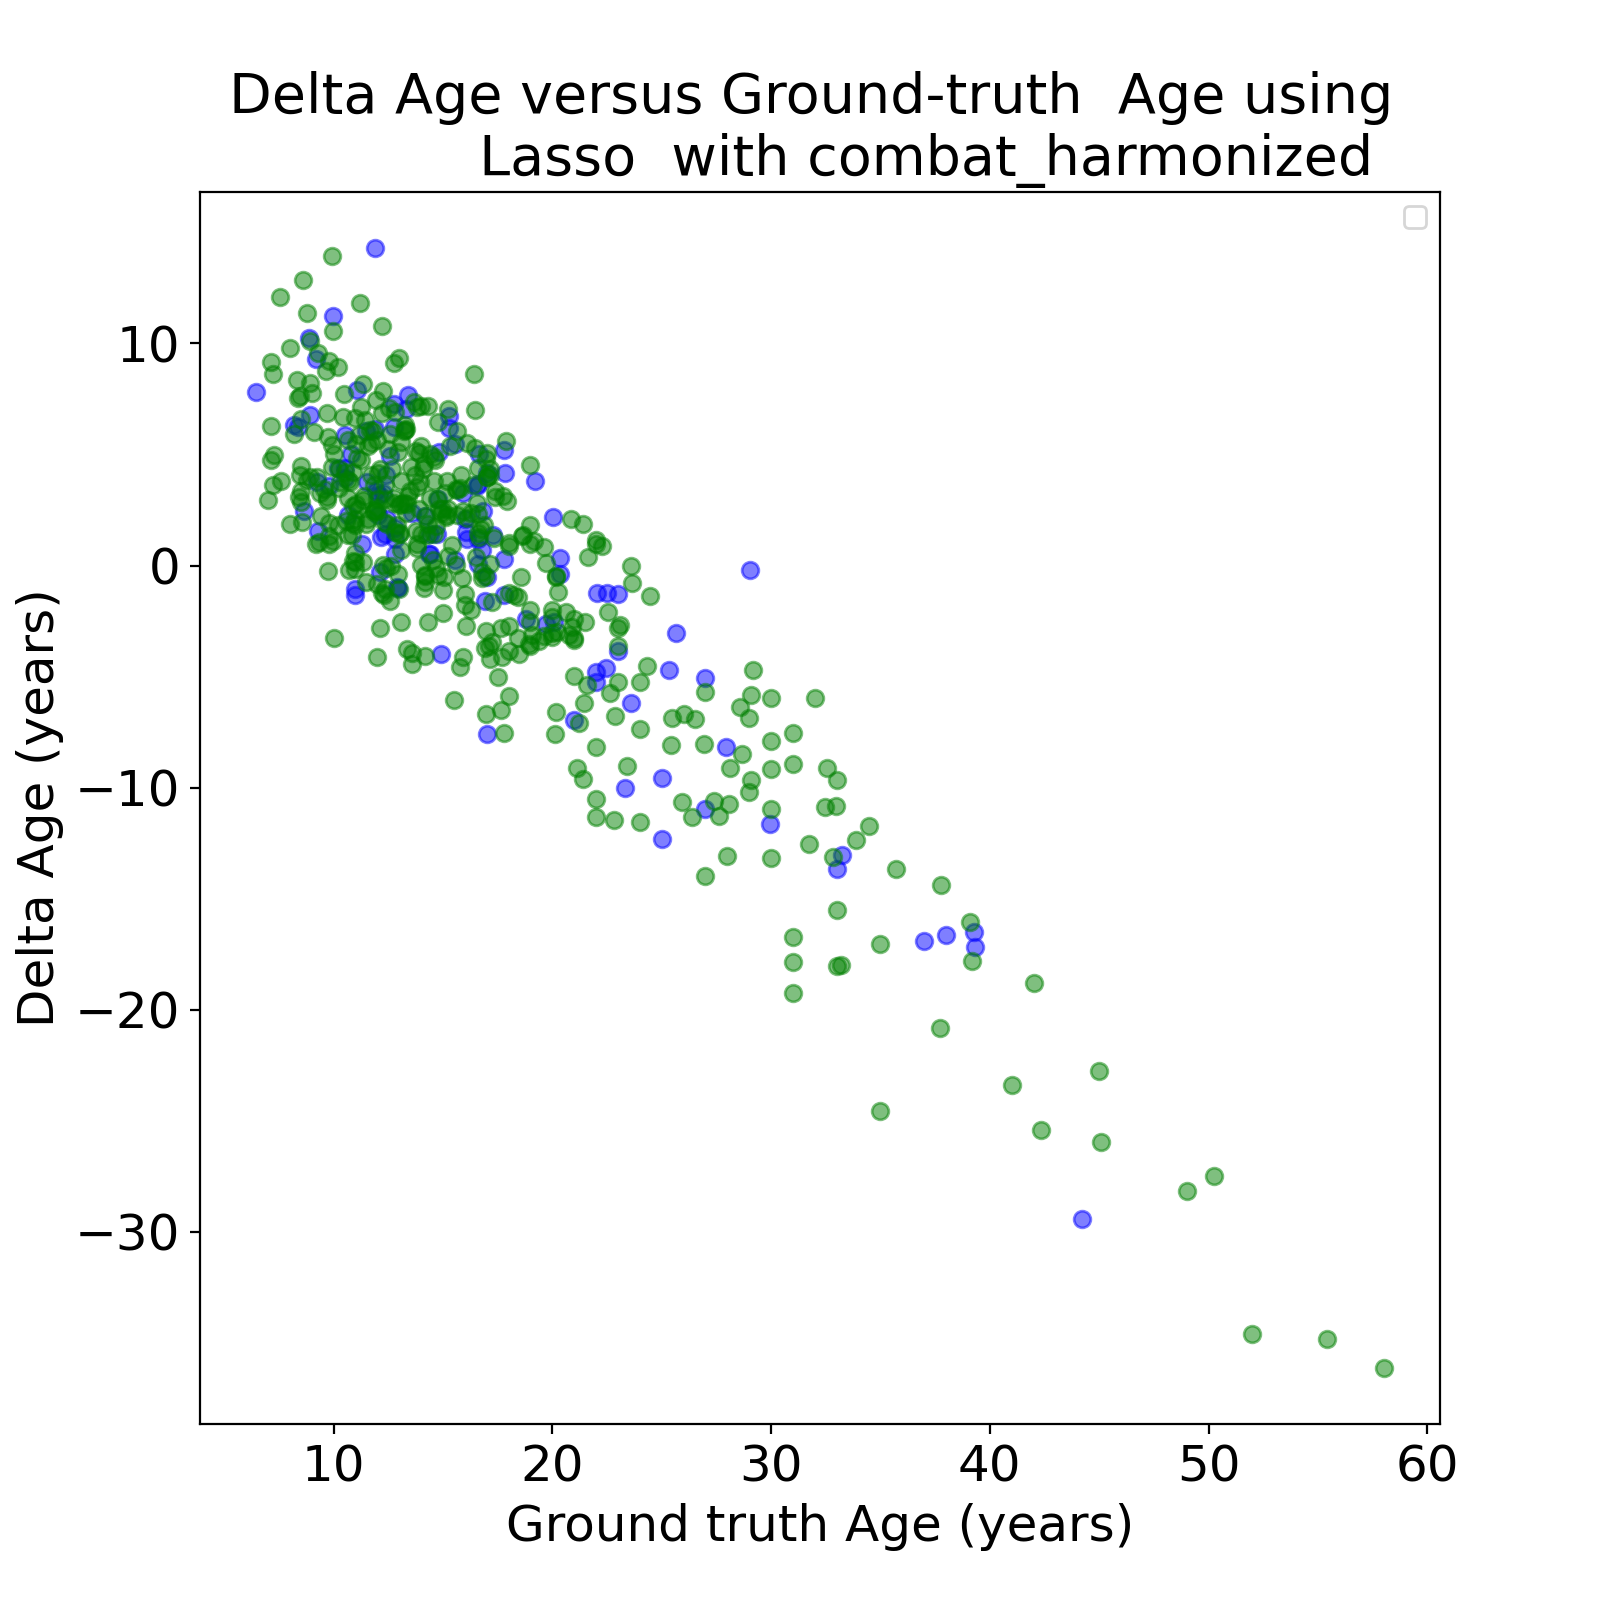 Delta Age versus Ground-truth  Age using
Lasso  with combat_harmonized
Delta Age (years)
10
0
−10
−20
−30
10 20 30 40 50 60
Ground truth Age (years)